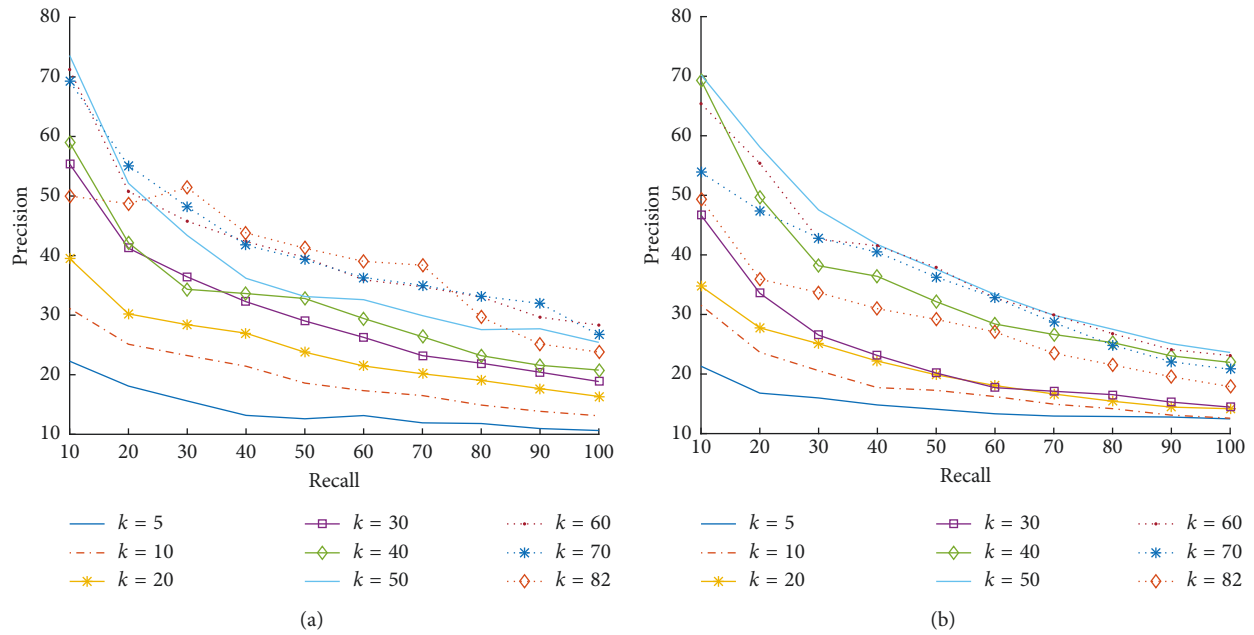 80
70
60
50
40
30
20
10
Precision
10 20 30 40 50 60 70 80 90 100
Recall
k = 5
k = 10
k = 20
k = 30
k = 40
k = 50
k = 60
k = 70
k = 82
(a)
80
70
60
50
40
30
20
10
Precision
10 20 30 40 50 60 70 80 90 100
Recall
k = 5
k = 10
k = 20
k = 30
k = 40
k = 50
k = 60
k = 70
k = 82
(b)